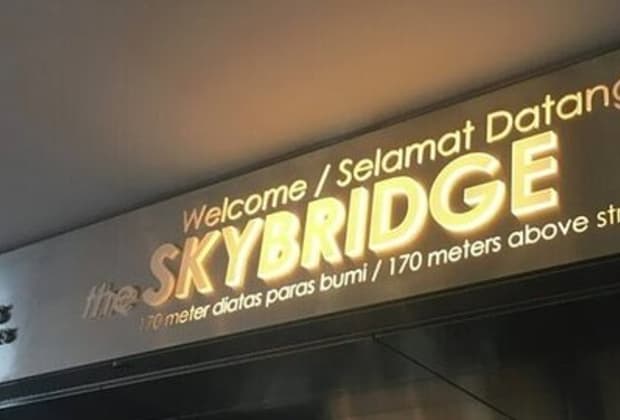 Welcome / Selamat Datang
the SKYBRIDGE
170 meter diatas paras bumi / 170 meters above